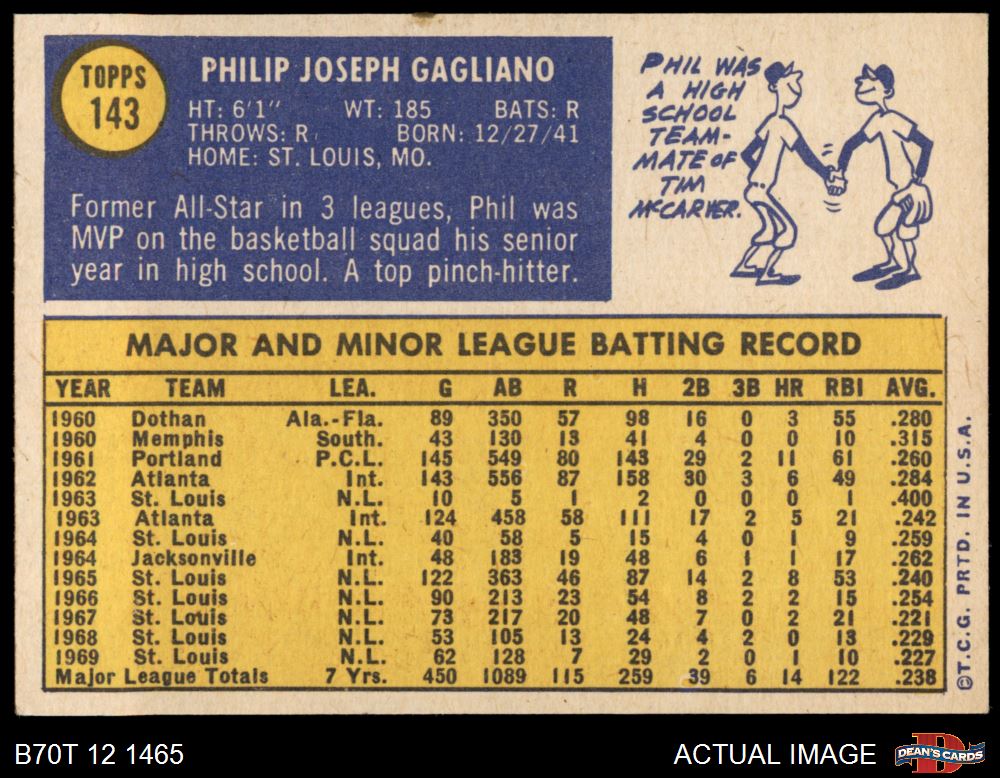 TOPPS
143
PHILIP JOSEPH GAGLIANO
HT: 6'1" WT: 185 BATS: R
THROWS: R BORN: 12/27/41
HOME: ST. LOUIS, MO.
Former All-Star in 3 leagues, Phil was
MVP on the basketball squad his senior
year in high school. A top pinch-hitter.
PHIL WAS
A HIGH
SCHOOL
TEAM-
MATE OF
TIM
McCARVER.
MAJOR AND MINOR LEAGUE BATTING RECORD
YEAR TEAM LEA. G AB R H 2B 3B HR RBI AVG.
1960 Dothan Ala.-Fla. 89 350 57 98 16 0 3 55 .280
1960 Memphis South. 43 130 13 41 4 0 0 10 .315
1961 Portland P.C.L. 145 549 80 143 29 2 11 61 .260
1962 Atlanta Int. 143 556 87 158 30 3 6 49 .284
1963 St. Louis N.L. 10 5 1 2 0 0 0 1 .400
1963 Atlanta Int. 124 458 58 111 17 2 5 21 .242
1964 St. Louis N.L. 40 58 5 15 4 0 1 9 .259
1964 Jacksonville Int. 48 183 19 48 6 1 1 17 .262
1965 St. Louis N.L. 122 363 46 87 14 2 8 53 .240
1966 St. Louis N.L. 90 213 23 54 8 2 2 15 .254
1967 St. Louis N.L. 73 217 20 48 7 0 2 21 .221
1968 St. Louis N.L. 53 105 13 24 4 2 0 13 .229
1969 St. Louis N.L. 62 128 7 29 2 0 1 10 .227
Major League Totals 7 Yrs. 450 1089 115 259 39 6 14 122 .238
©T.C.G. PRTD. IN U.S.A.
B70T 12 1465
ACTUAL IMAGE
DEAN'S CARDS